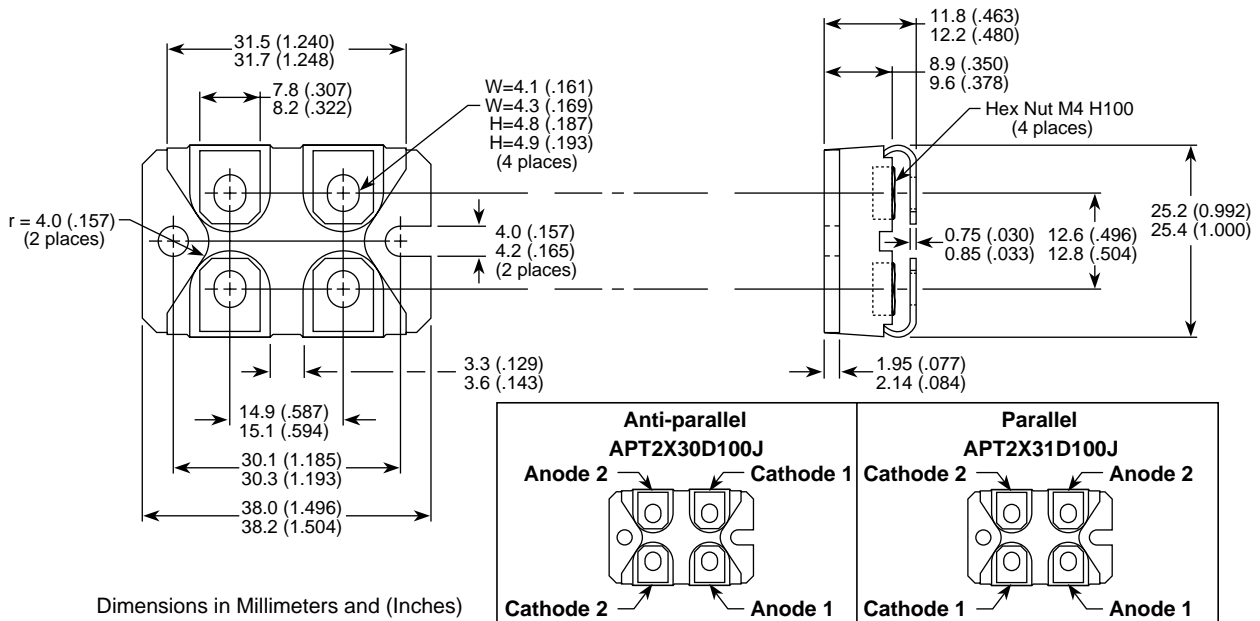 31.5 (1.240)
31.7 (1.248)
7.8 (.307)
8.2 (.322)
W=4.1 (.161)
W=4.3 (.169)
H=4.8 (.187)
H=4.9 (.193)
(4 places)
r = 4.0 (.157)
(2 places)
4.0 (.157)
4.2 (.165)
(2 places)
3.3 (.129)
3.6 (.143)
14.9 (.587)
15.1 (.594)
30.1 (1.185)
30.3 (1.193)
38.0 (1.496)
38.2 (1.504)
11.8 (.463)
12.2 (.480)
8.9 (.350)
9.6 (.378)
Hex Nut M4 H100
(4 places)
0.75 (.030)
0.85 (.033)
12.6 (.496)
12.8 (.504)
25.2 (0.992)
25.4 (1.000)
1.95 (.077)
2.14 (.084)
Anti-parallel
APT2X30D100J
Anode 2
Cathode 1
Cathode 2
Anode 1
Parallel
APT2X31D100J
Cathode 2
Anode 2
Cathode 1
Anode 1
Dimensions in Millimeters and (Inches)